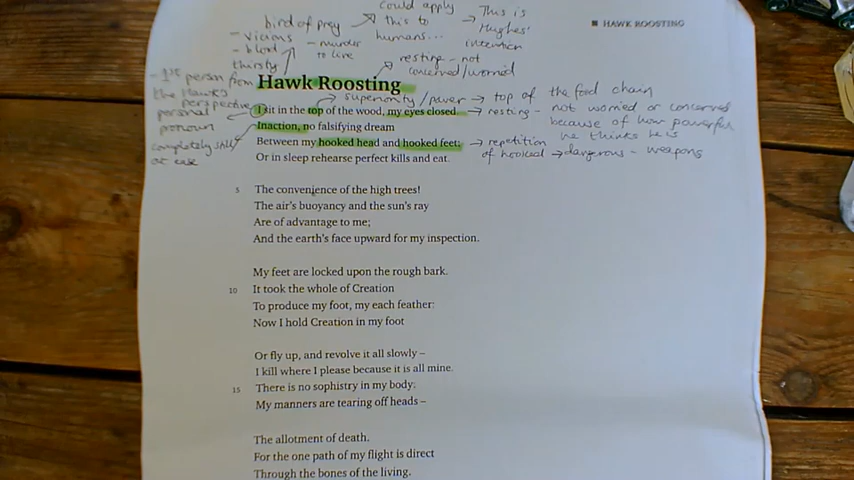 HAWK ROOSTING
could apply
this to
humans...
This is
Hughes'
intention
bird of prey
- vicious
- blood
thirsty
- murder
to live
resting - not
concerned/worried
- 1st person from
the Hawk's
perspective
personal
pronoun
completely still
at ease
Hawk Roosting
superiority/power → top of the food chain
I sit in the top of the wood, my eyes closed.
→ resting - not worried or concerned
because of how powerful
he thinks he is
Inaction, no falsifying dream
Between my hooked head and hooked feet:
→ repetition
of hooked → dangerous - weapons
Or in sleep rehearse perfect kills and eat.
5 The convenience of the high trees!
The air's buoyancy and the sun's ray
Are of advantage to me;
And the earth's face upward for my inspection.
My feet are locked upon the rough bark.
10 It took the whole of Creation
To produce my foot, my each feather:
Now I hold Creation in my foot
Or fly up, and revolve it all slowly –
I kill where I please because it is all mine.
15 There is no sophistry in my body:
My manners are tearing off heads –
The allotment of death.
For the one path of my flight is direct
Through the bones of the living.